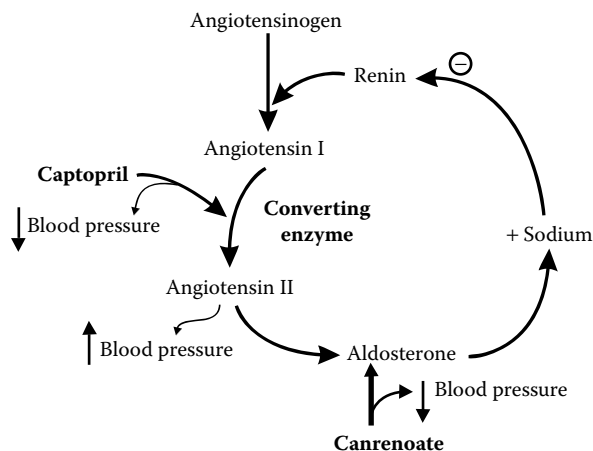 Angiotensinogen
−
Renin
Angiotensin I
Captopril
Blood pressure
Converting
enzyme
+ Sodium
Angiotensin II
Blood pressure
Aldosterone
Blood pressure
Canrenoate